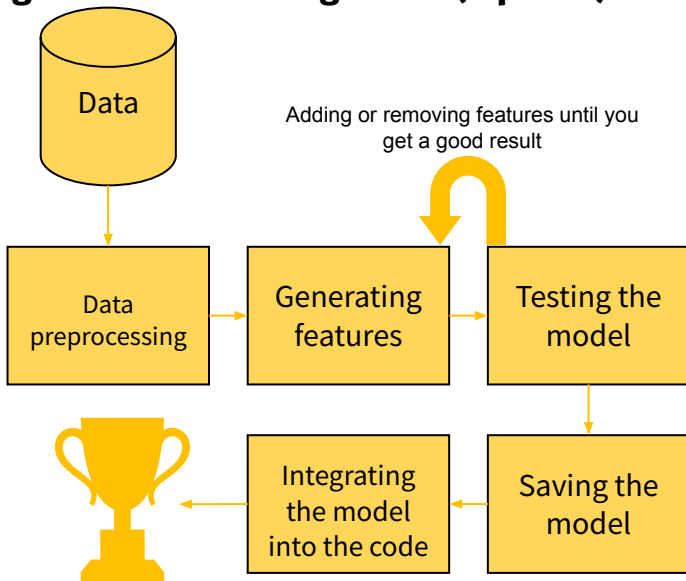 Data
Adding or removing features until you
get a good result
Data
preprocessing
Generating
features
Testing the
model
Integrating
the model
into the code
Saving the
model